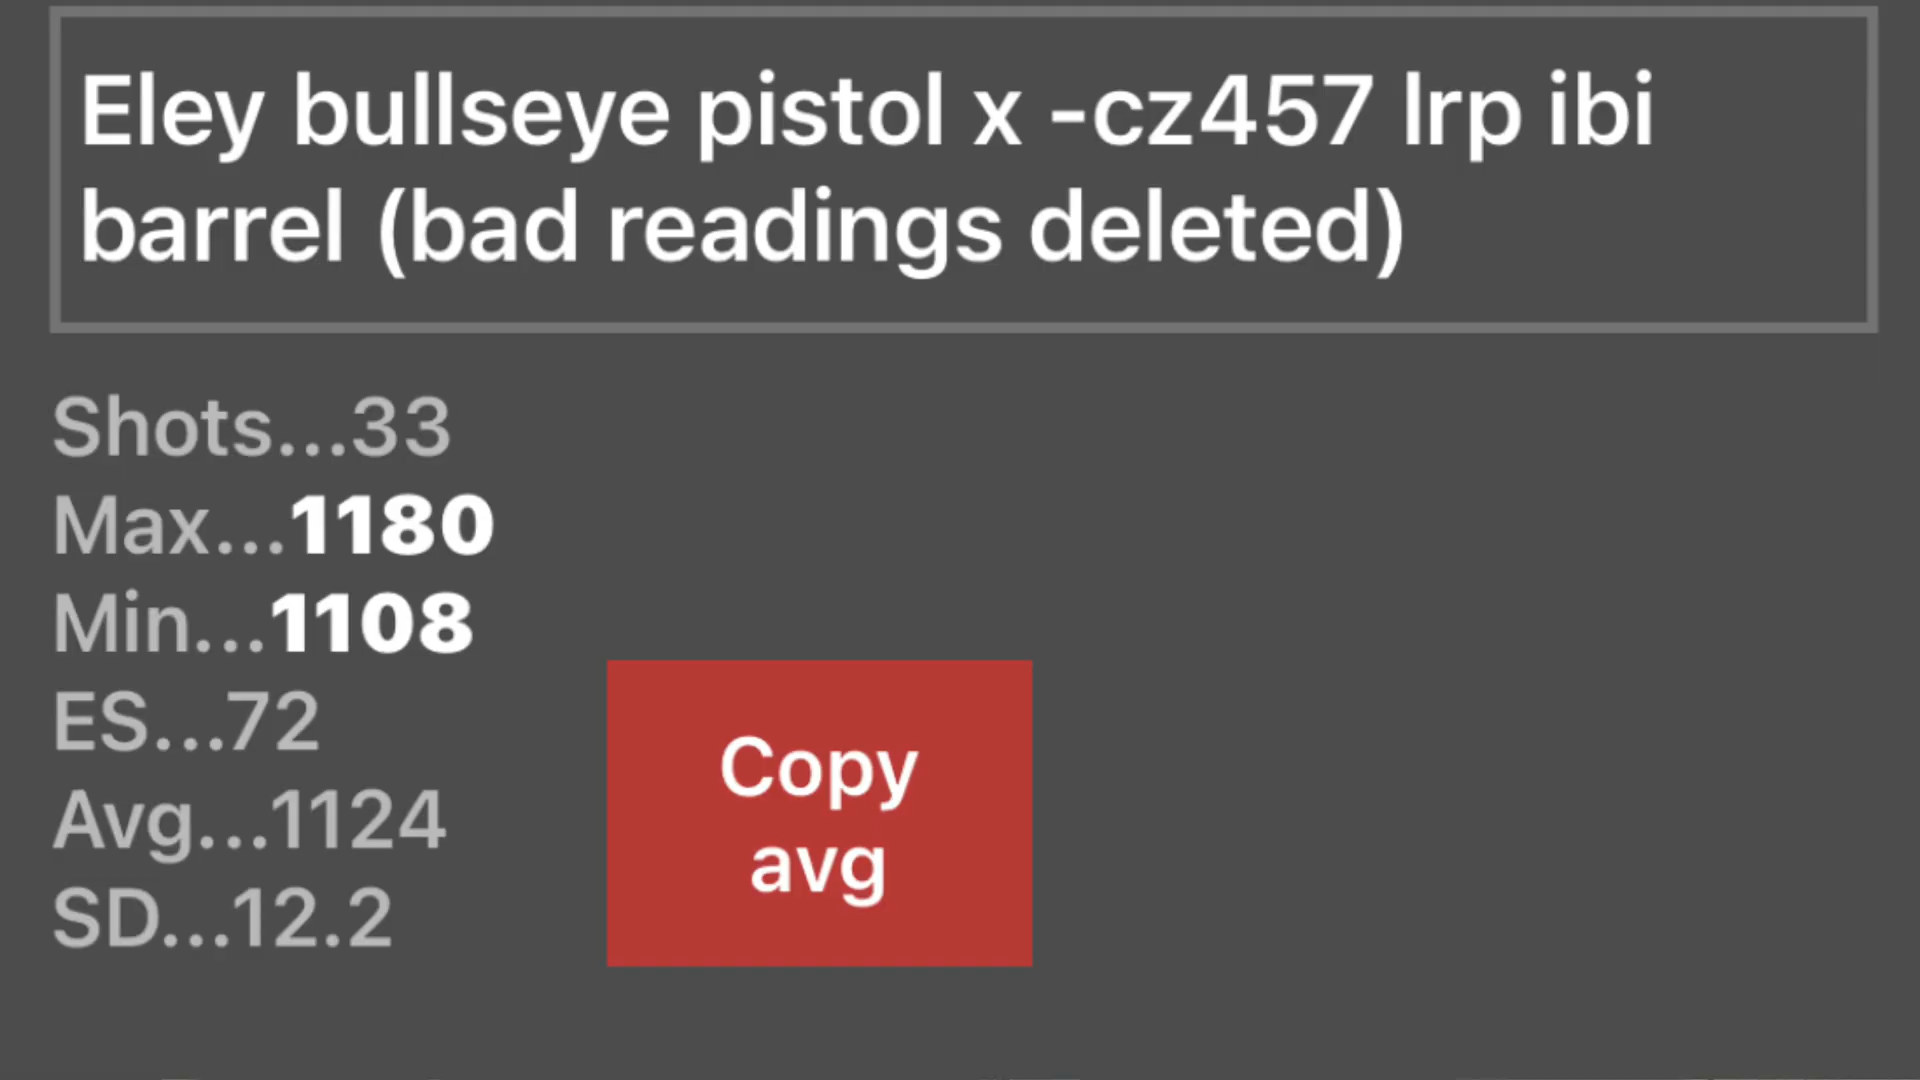 Eley bullseye pistol x -cz457 lrp ibi
barrel (bad readings deleted)
Shots...33
Max...1180
Min...1108
ES...72
Avg...1124
SD...12.2
Copy
avg